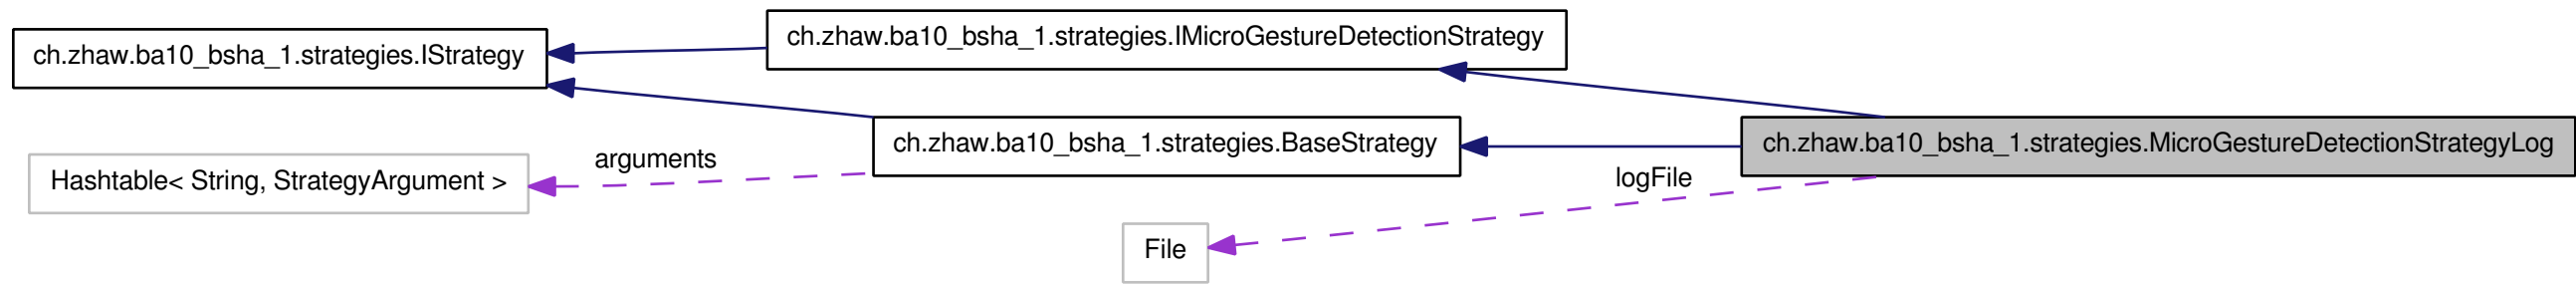 ch.zhaw.ba10_bsha_1.strategies.IStrategy
ch.zhaw.ba10_bsha_1.strategies.IMicroGestureDetectionStrategy
ch.zhaw.ba10_bsha_1.strategies.BaseStrategy
ch.zhaw.ba10_bsha_1.strategies.MicroGestureDetectionStrategyLog
arguments
Hashtable< String, StrategyArgument >
logFile
File